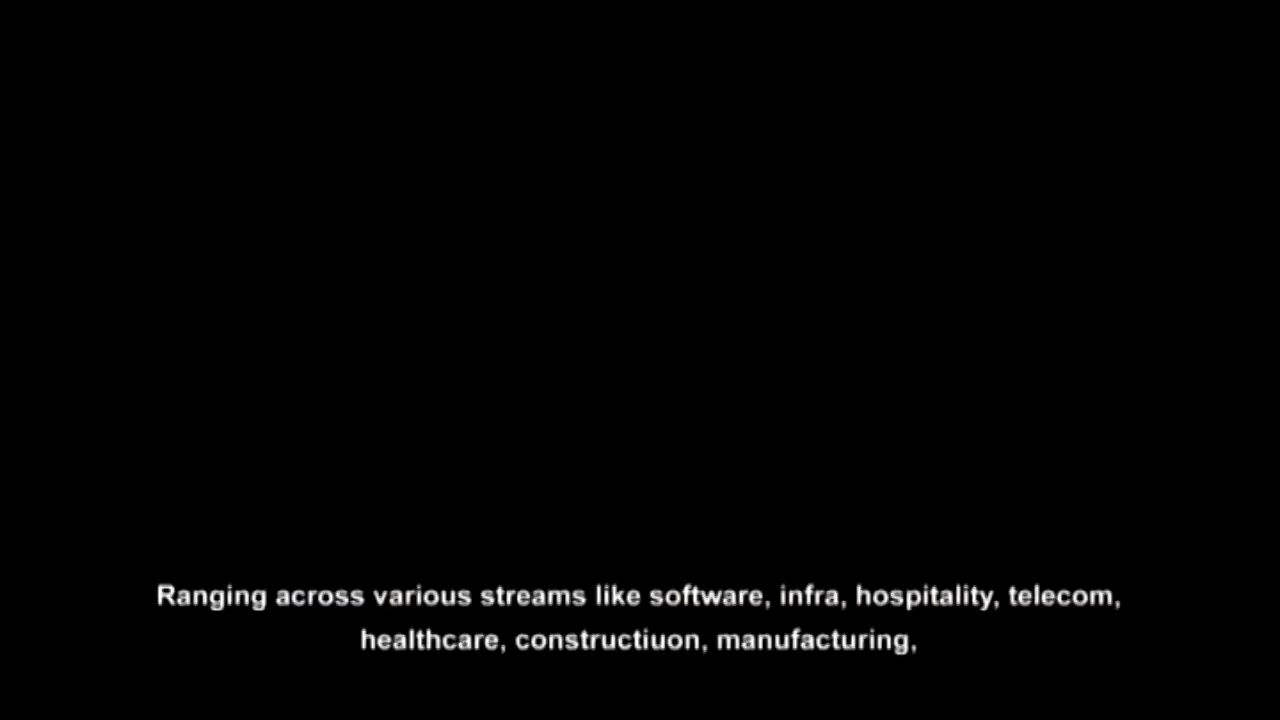 Ranging across various streams like software, infra, hospitality, telecom,
healthcare, constructiuon, manufacturing,